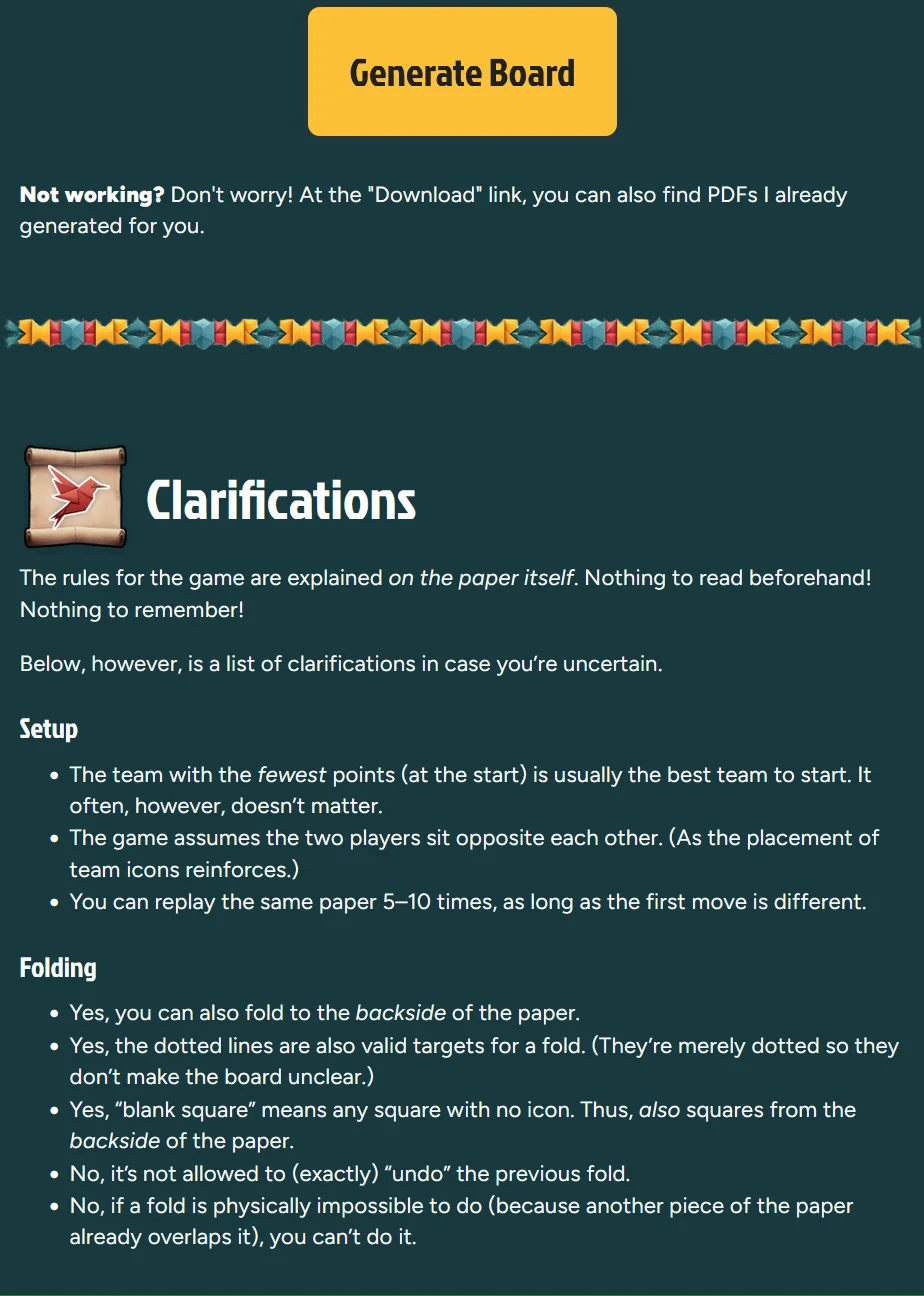 Generate Board
Not working? Don't worry! At the "Download" link, you can also find PDFs I already
generated for you.
Clarifications
The rules for the game are explained on the paper itself. Nothing to read beforehand!
Nothing to remember!
Below, however, is a list of clarifications in case you’re uncertain.
Setup
• The team with the fewest points (at the start) is usually the best team to start. It
often, however, doesn’t matter.
• The game assumes the two players sit opposite each other. (As the placement of
team icons reinforces.)
• You can replay the same paper 5–10 times, as long as the first move is different.
Folding
• Yes, you can also fold to the backside of the paper.
• Yes, the dotted lines are also valid targets for a fold. (They’re merely dotted so they
don’t make the board unclear.)
• Yes, “blank square” means any square with no icon. Thus, also squares from the
backside of the paper.
• No, it’s not allowed to (exactly) “undo” the previous fold.
• No, if a fold is physically impossible to do (because another piece of the paper
already overlaps it), you can’t do it.